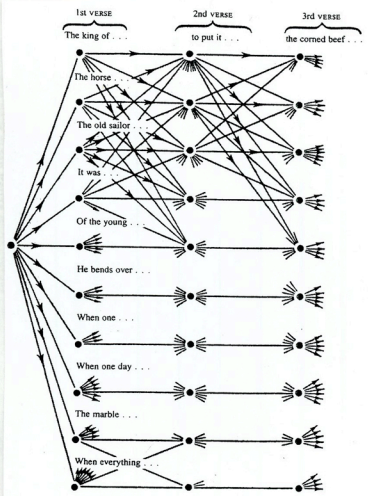 1st VERSE 2nd VERSE 3rd VERSE
The king of . . . to put it . . . the corned beef . . .
The horse . . .
The old sailor . . .
It was . . .
Of the young . . .
He bends over . . .
When one . . .
When one day . . .
The marble . . .
When everything . . .